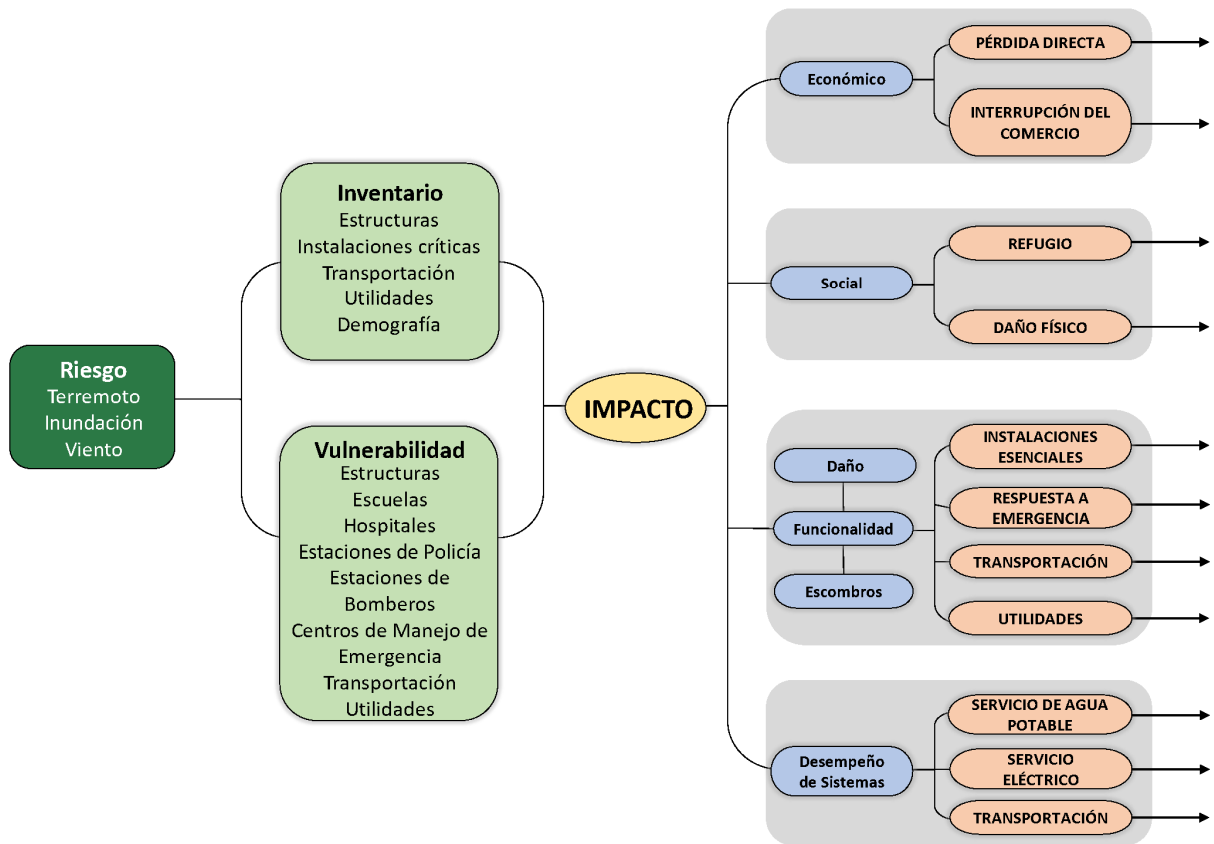 Riesgo
Terremoto
Inundación
Viento
Inventario
Estructuras
Instalaciones críticas
Transportación
Utilidades
Demografía
Vulnerabilidad
Estructuras
Escuelas
Hospitales
Estaciones de Policía
Estaciones de
Bomberos
Centros de Manejo de
Emergencia
Transportación
Utilidades
IMPACTO
Económico
PÉRDIDA DIRECTA
INTERRUPCIÓN DEL
COMERCIO
Social
REFUGIO
DAÑO FÍSICO
Daño
Funcionalidad
Escombros
INSTALACIONES
ESENCIALES
RESPUESTA A
EMERGENCIA
TRANSPORTACIÓN
UTILIDADES
Desempeño
de Sistemas
SERVICIO DE AGUA
POTABLE
SERVICIO
ELÉCTRICO
TRANSPORTACIÓN